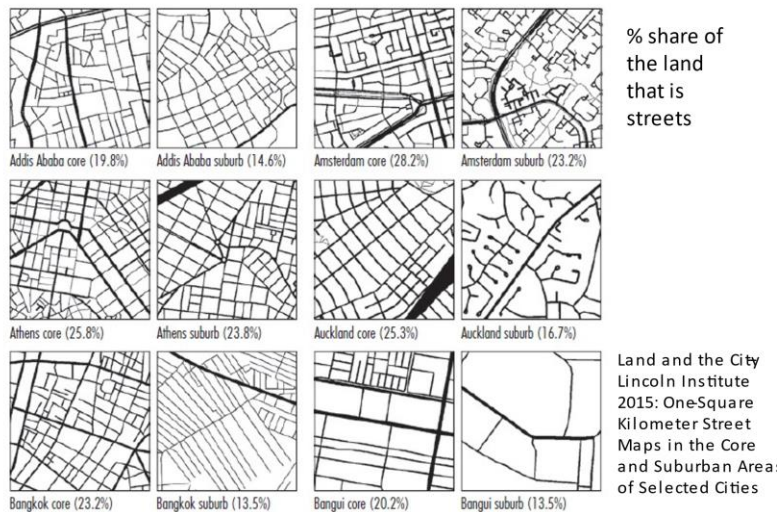 % share of
the land
that is
streets
Addis Ababa core (19.8%)
Addis Ababa suburb (14.6%)
Amsterdam core (28.2%)
Amsterdam suburb (23.2%)
Athens core (25.8%)
Athens suburb (23.8%)
Auckland core (25.3%)
Auckland suburb (16.7%)
Bangkok core (23.2%)
Bangkok suburb (13.5%)
Bangui core (20.2%)
Bangui suburb (13.5%)
Land and the City
Lincoln Institute
2015: One-Square
Kilometer Street
Maps in the Core
and Suburban Areas
of Selected Cities